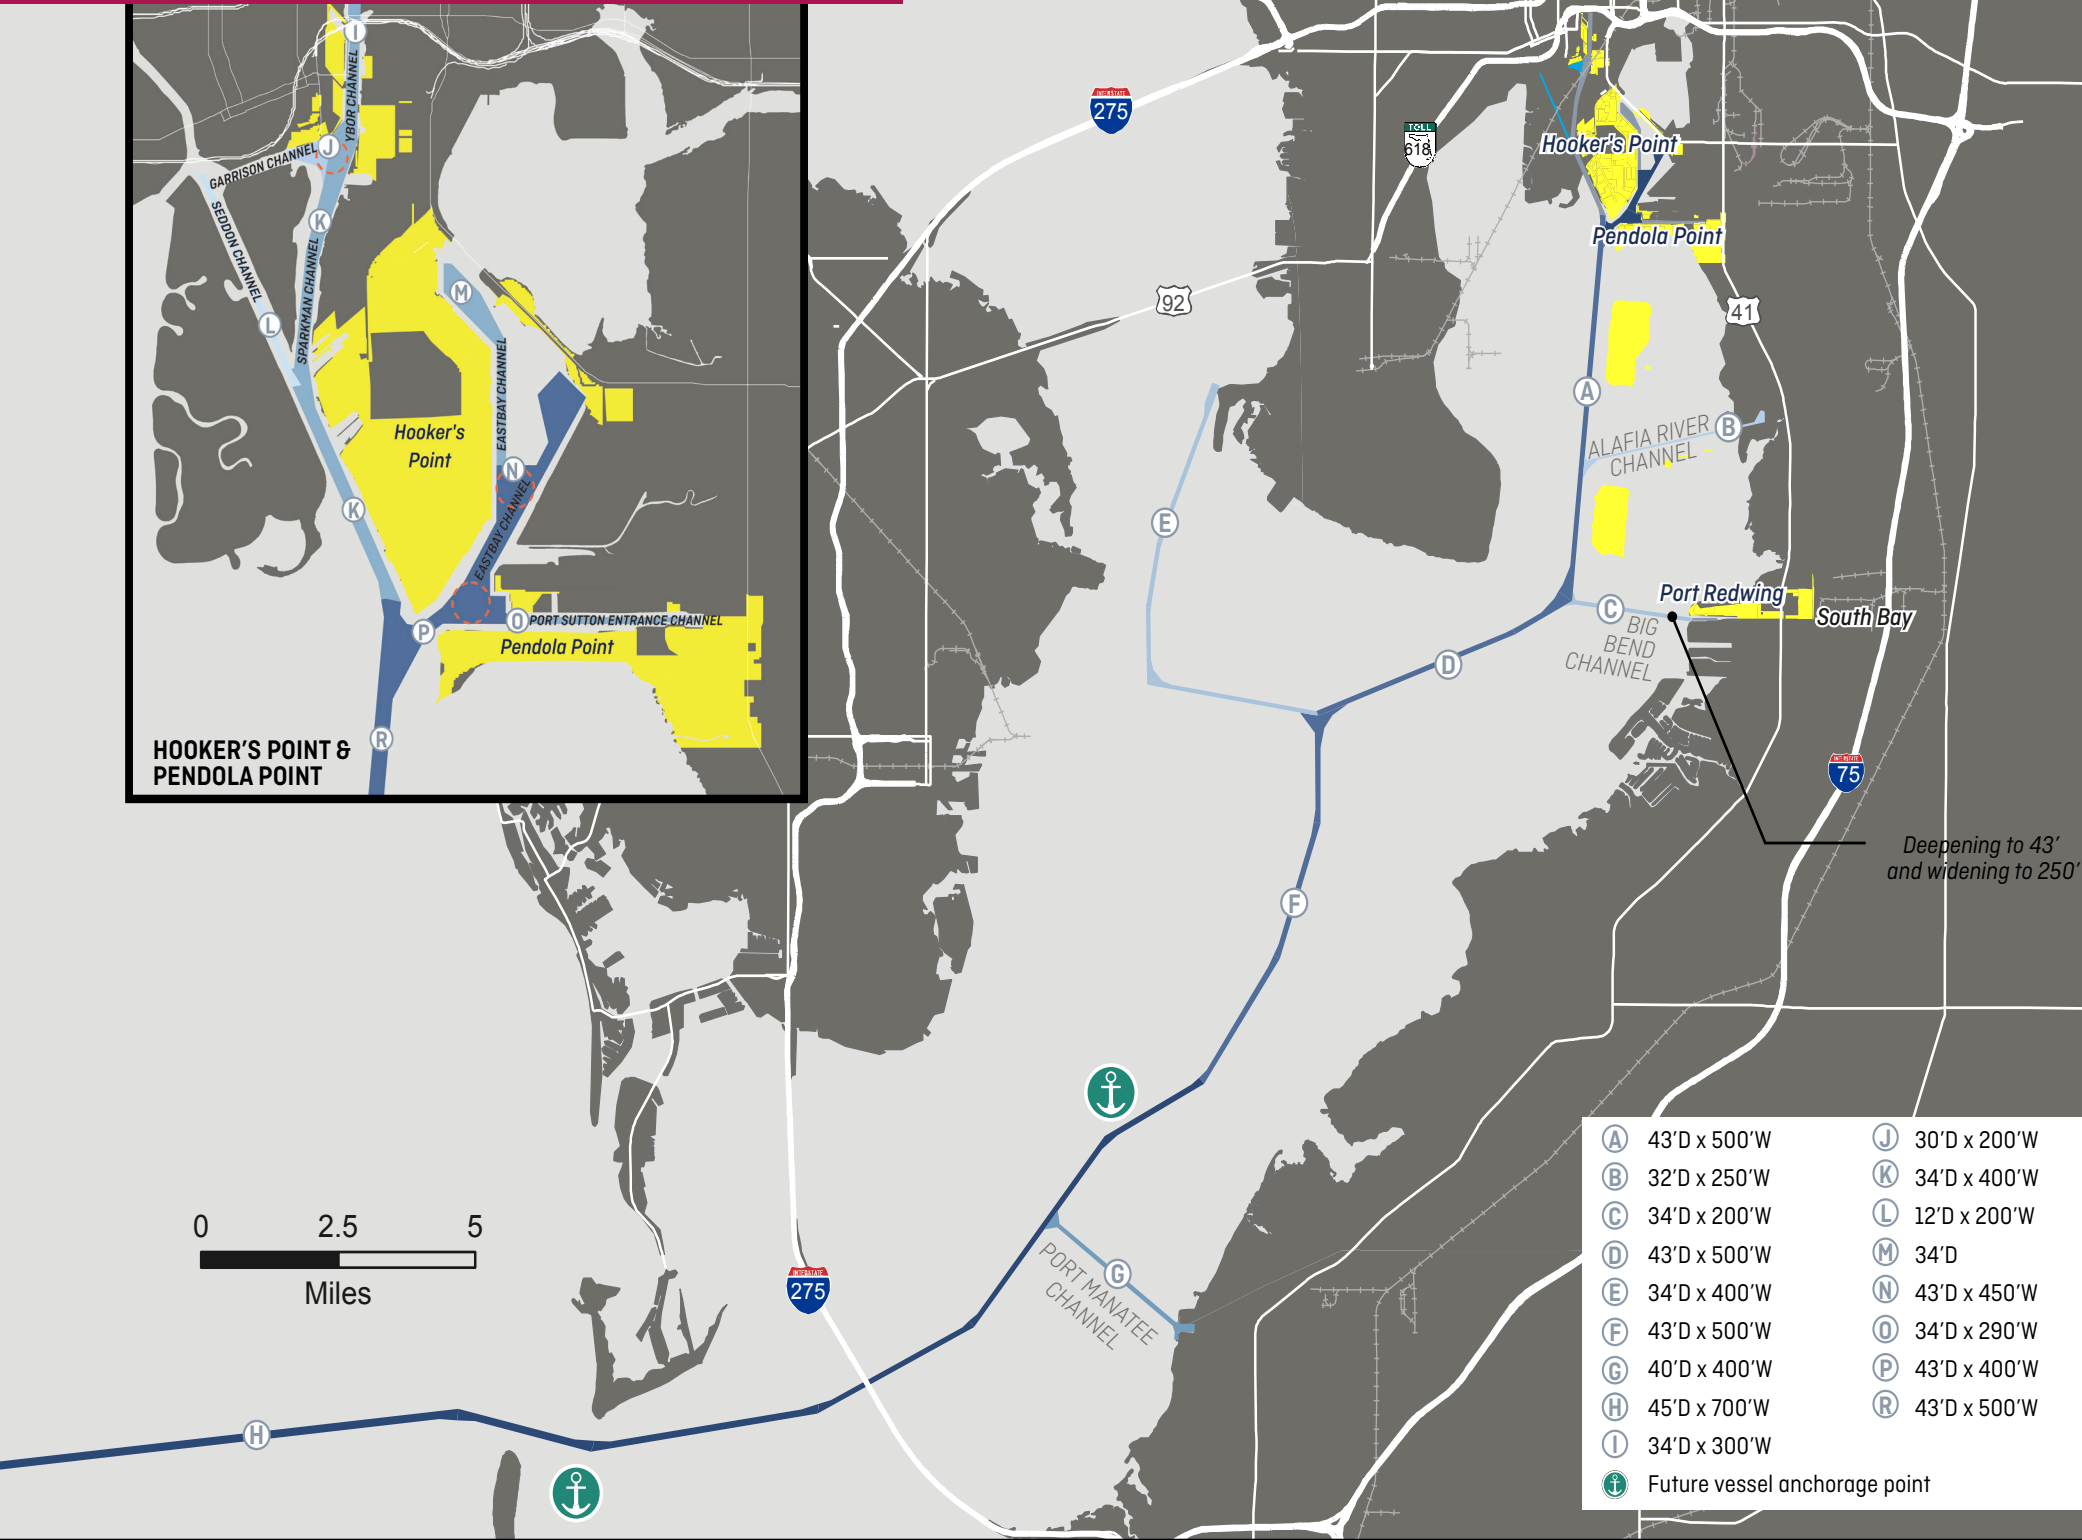 I
YBOR CHANNEL
J
GARRISON CHANNEL
K
SEDDON CHANNEL
SPARKMAN CHANNEL
L
M
EASTBAY CHANNEL
Hooker's
Point
N
K
EASTBAY CHANNEL
O
PORT SUTTON ENTRANCE CHANNEL
P
Pendola Point
R
HOOKER'S POINT &
PENDOLA POINT
INTERSTATE
275
TOLL
618
Hooker's Point
Pendola Point
92
41
A
ALAFIA RIVER
CHANNEL
B
E
Port Redwing
C
South Bay
BIG
BEND
CHANNEL
D
INTERSTATE
75
Deepening to 43'
and widening to 250'
F
0 2.5 5
Miles
INTERSTATE
275
G
PORT MANATEE
CHANNEL
H
A 43'D x 500'W
B 32'D x 250'W
C 34'D x 200'W
D 43'D x 500'W
E 34'D x 400'W
F 43'D x 500'W
G 40'D x 400'W
H 45'D x 700'W
I 34'D x 300'W
J 30'D x 200'W
K 34'D x 400'W
L 12'D x 200'W
M 34'D
N 43'D x 450'W
O 34'D x 290'W
P 43'D x 400'W
R 43'D x 500'W
Future vessel anchorage point